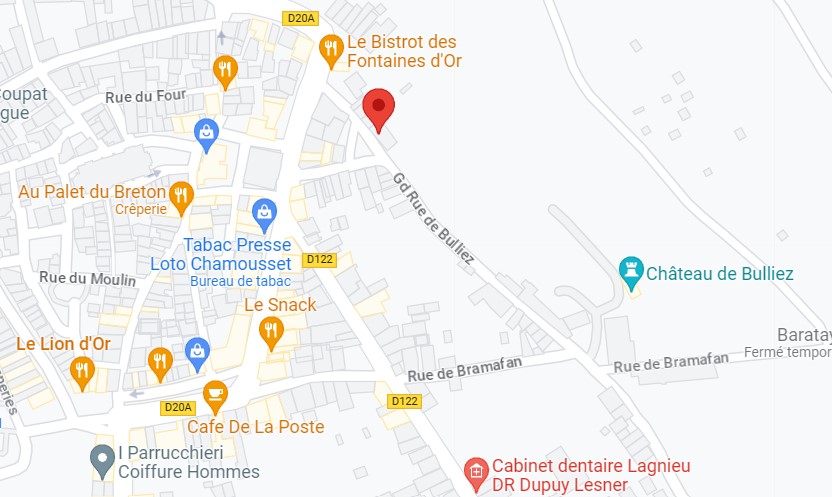 D20A
Le Bistrot des
Fontaines d'Or
Coupat
gue
Rue du Four
Au Palet du Breton
Crêperie
Gd Rue de Bulliez
Tabac Presse
Loto Chamousset
Bureau de tabac
D122
Château de Bulliez
Rue du Moulin
Le Snack
Le Lion d'Or
Baratay
Fermé tempor
Rue de Bramafan
Rue de Bramafan
D20A
D122
Cafe De La Poste
I Parrucchieri
Coiffure Hommes
Cabinet dentaire Lagnieu
DR Dupuy Lesner